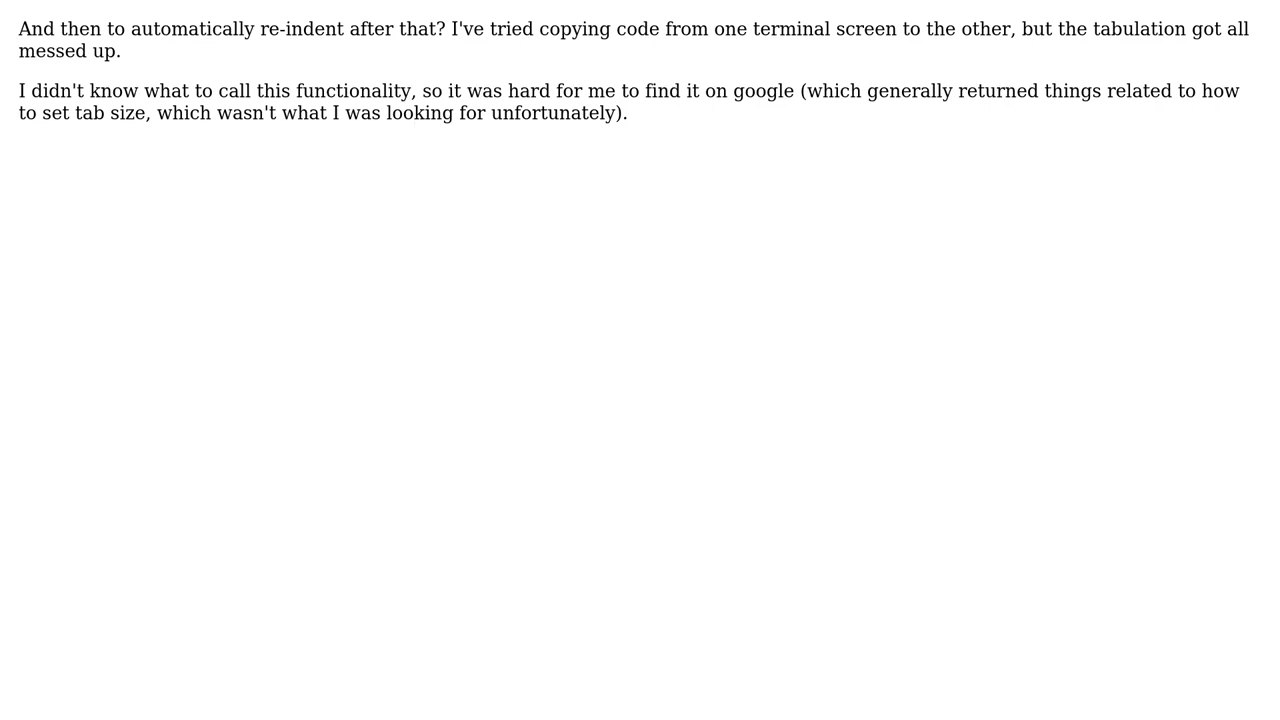 And then to automatically re-indent after that? I've tried copying code from one terminal screen to the other, but the tabulation got all
messed up.
I didn't know what to call this functionality, so it was hard for me to find it on google (which generally returned things related to how
to set tab size, which wasn't what I was looking for unfortunately).